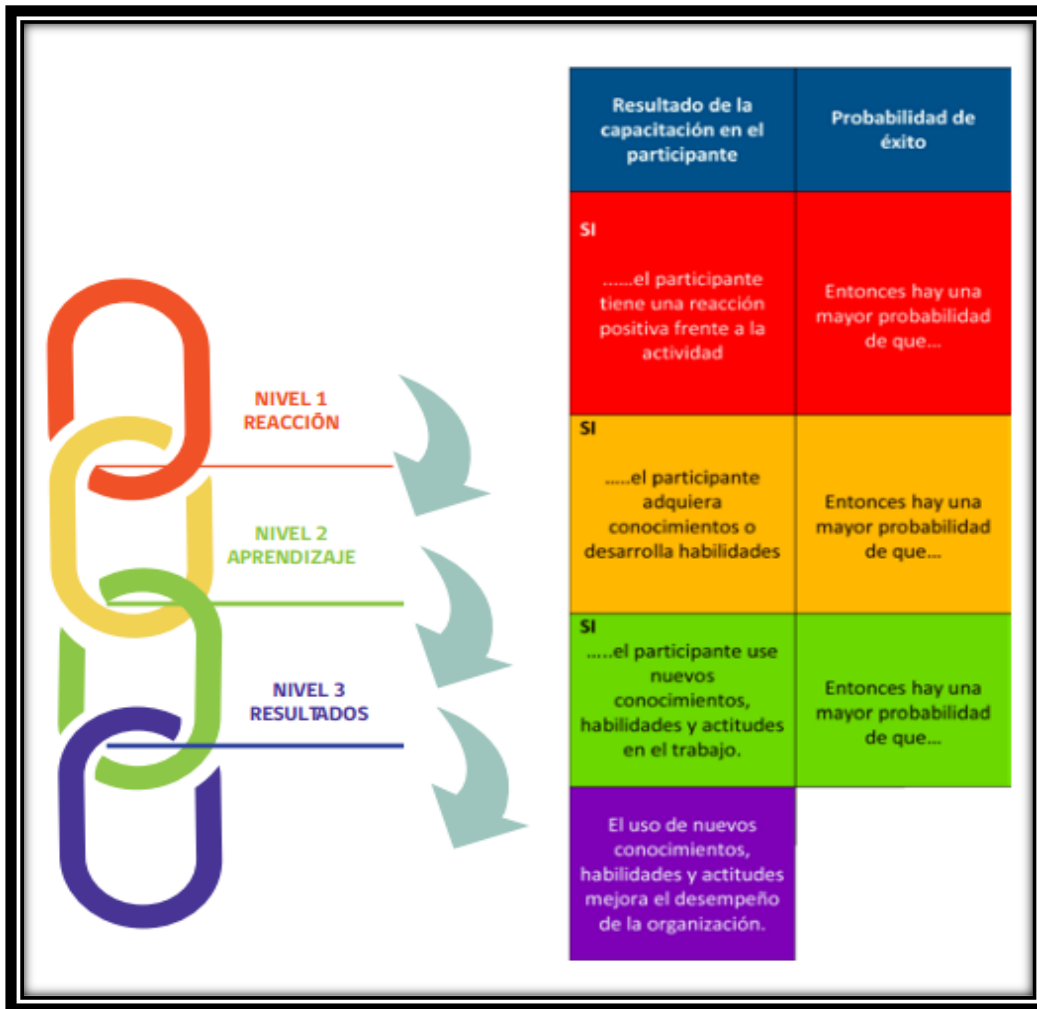 NIVEL 1
REACCIÓN
NIVEL 2
APRENDIZAJE
NIVEL 3
RESULTADOS
Resultado de la
capacitación en el
participante
Probabilidad de
éxito
SI
......el participante
tiene una reacción
positiva frente a la
actividad
Entonces hay una
mayor probabilidad
de que...
SI
.....el participante
adquiera
conocimientos o
desarrolla habilidades
Entonces hay una
mayor probabilidad
de que...
SI
.....el participante use
nuevos
conocimientos,
habilidades y actitudes
en el trabajo.
Entonces hay una
mayor probabilidad
de que...
El uso de nuevos
conocimientos,
habilidades y actitudes
mejora el desempeño
de la organización.